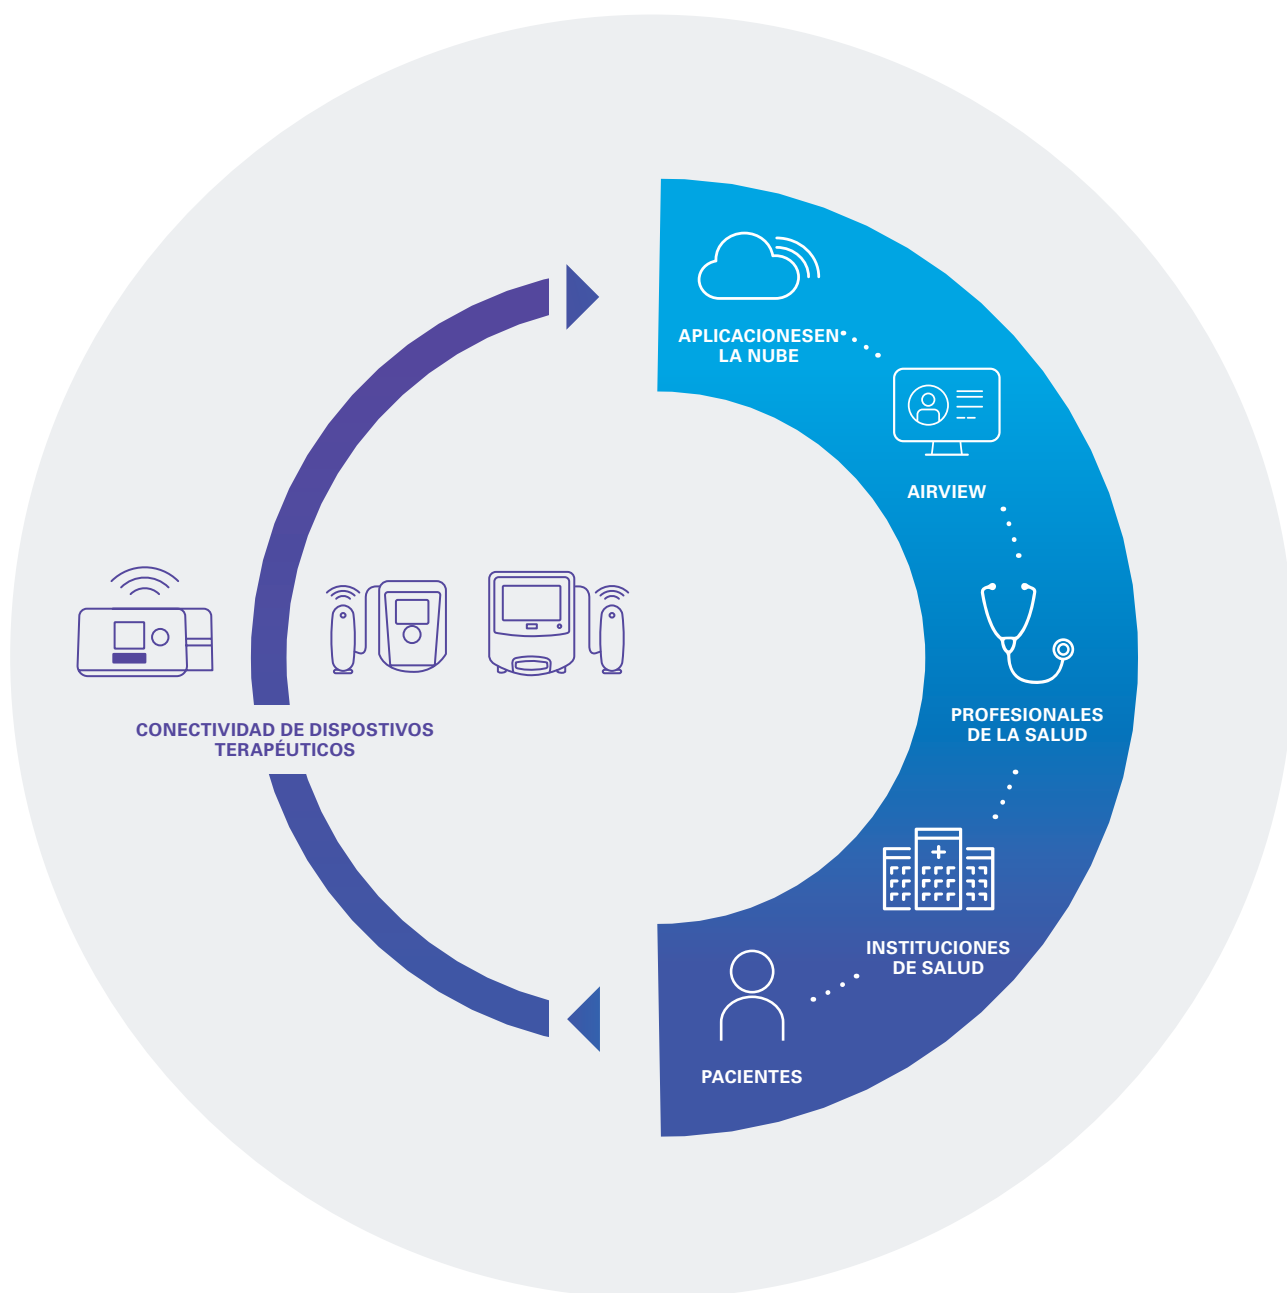 APLICACIONESEN
LA NUBE
AIRVIEW
PROFESIONALES
DE LA SALUD
CONECTIVIDAD DE DISPOSTIVOS
TERAPÉUTICOS
INSTITUCIONES
DE SALUD
PACIENTES